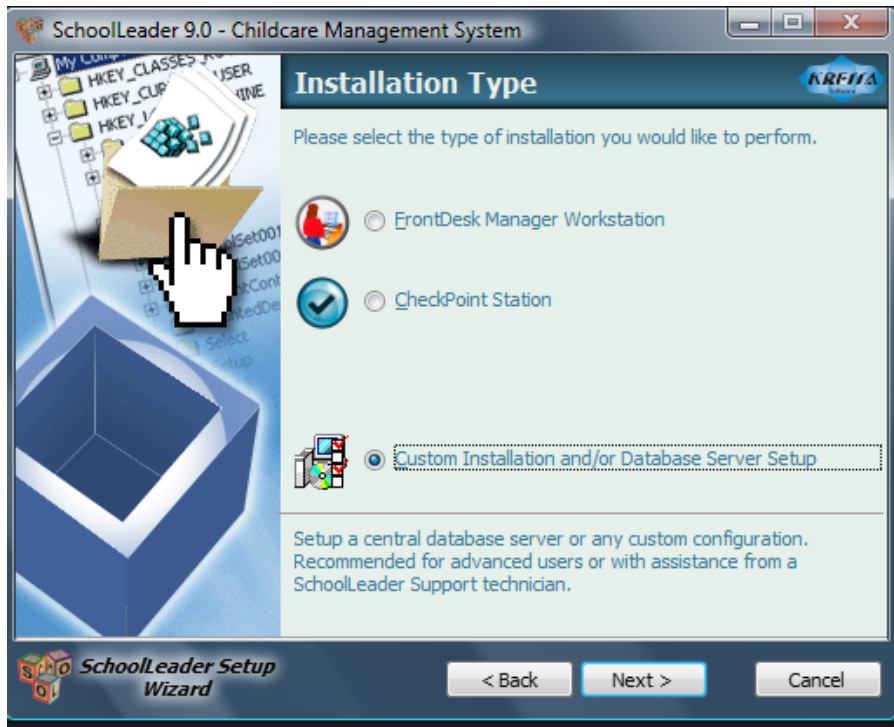 SchoolLeader 9.0 - Childcare Management System
Installation Type
Please select the type of installation you would like to perform.
FrontDesk Manager Workstation
CheckPoint Station
Custom Installation and/or Database Server Setup
Setup a central database server or any custom configuration.
Recommended for advanced users or with assistance from a
SchoolLeader Support technician.
SchoolLeader Setup
Wizard
< Back
Next >
Cancel